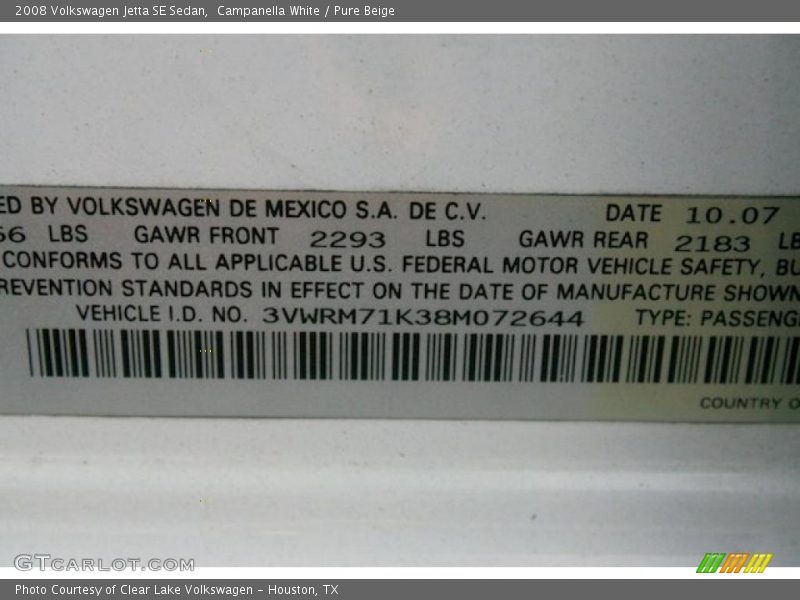 2008 Volkswagen Jetta SE Sedan, Campanella White / Pure Beige
ED BY VOLKSWAGEN DE MEXICO S.A. DE C.V. DATE 10.07
66 LBS GAWR FRONT 2293 LBS GAWR REAR 2183 LB
CONFORMS TO ALL APPLICABLE U.S. FEDERAL MOTOR VEHICLE SAFETY, BU
REVENTION STANDARDS IN EFFECT ON THE DATE OF MANUFACTURE SHOWN
VEHICLE I.D. NO. 3VWRM71K38M072644 TYPE: PASSENG
COUNTRY O
GTCARLOT.COM
Photo Courtesy of Clear Lake Volkswagen – Houston, TX